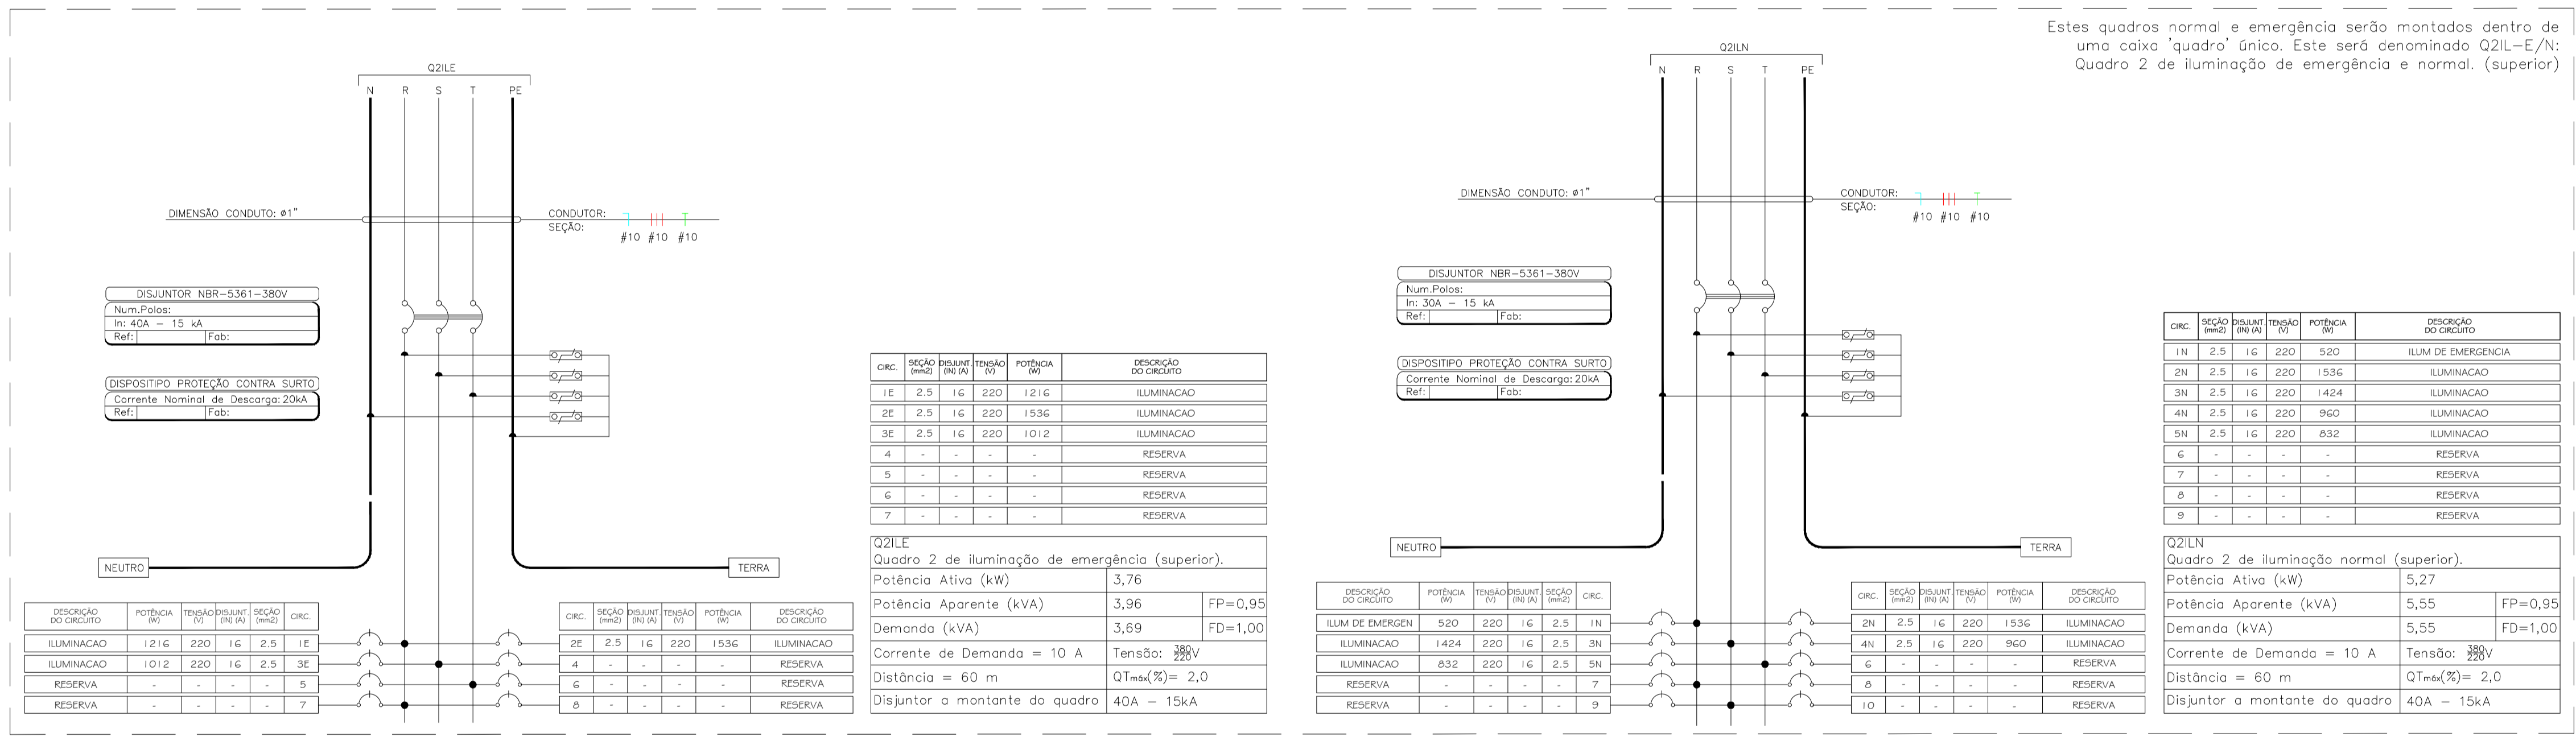 Estes quadros normal e emergência serão montados dentro de
uma caixa 'quadro' único. Este será denominado Q2IL-E/N:
Quadro 2 de iluminação de emergência e normal. (superior)
Q2ILE
N R S T PE
DIMENSÃO CONDUTO: ø1"
CONDUTOR:
SEÇÃO:
#10 #10 #10
DISJUNTOR NBR-5361-380V
Num.Polos:
In: 40A - 15 kA
Ref: Fab:
DISPOSITIPO PROTEÇÃO CONTRA SURTO
Corrente Nominal de Descarga: 20kA
Ref: Fab:
NEUTRO
TERRA
DESCRIÇÃO DO CIRCUITO POTÊNCIA (W) TENSÃO (V) DISJUNT. (IN) (A) SEÇÃO (mm2) CIRC.
ILUMINACAO 1216 220 16 2.5 1E
ILUMINACAO 1012 220 16 2.5 3E
RESERVA - - - - 5
RESERVA - - - - 7
CIRC. SEÇÃO (mm2) DISJUNT. (IN) (A) TENSÃO (V) POTÊNCIA (W) DESCRIÇÃO DO CIRCUITO
2E 2.5 16 220 1536 ILUMINACAO
4 - - - - RESERVA
6 - - - - RESERVA
8 - - - - RESERVA
CIRC. SEÇÃO (mm2) DISJUNT. (IN) (A) TENSÃO (V) POTÊNCIA (W) DESCRIÇÃO DO CIRCUITO
1E 2.5 16 220 1216 ILUMINACAO
2E 2.5 16 220 1536 ILUMINACAO
3E 2.5 16 220 1012 ILUMINACAO
4 - - - - RESERVA
5 - - - - RESERVA
6 - - - - RESERVA
7 - - - - RESERVA
Q2ILE
Quadro 2 de iluminação de emergência (superior).
Potência Ativa (kW) 3,76
Potência Aparente (kVA) 3,96 FP=0,95
Demanda (kVA) 3,69 FD=1,00
Corrente de Demanda = 10 A Tensão: 380/220V
Distância = 60 m QTmáx(%)= 2,0
Disjuntor a montante do quadro 40A - 15kA
Q2ILN
N R S T PE
DIMENSÃO CONDUTO: ø1"
CONDUTOR:
SEÇÃO:
#10 #10 #10
DISJUNTOR NBR-5361-380V
Num.Polos:
In: 30A - 15 kA
Ref: Fab:
DISPOSITIPO PROTEÇÃO CONTRA SURTO
Corrente Nominal de Descarga: 20kA
Ref: Fab:
NEUTRO
TERRA
DESCRIÇÃO DO CIRCUITO POTÊNCIA (W) TENSÃO (V) DISJUNT. (IN) (A) SEÇÃO (mm2) CIRC.
ILUM DE EMERGEN 520 220 16 2.5 1N
ILUMINACAO 1424 220 16 2.5 3N
ILUMINACAO 832 220 16 2.5 5N
RESERVA - - - - 7
RESERVA - - - - 9
CIRC. SEÇÃO (mm2) DISJUNT. (IN) (A) TENSÃO (V) POTÊNCIA (W) DESCRIÇÃO DO CIRCUITO
2N 2.5 16 220 1536 ILUMINACAO
4N 2.5 16 220 960 ILUMINACAO
6 - - - - RESERVA
8 - - - - RESERVA
10 - - - - RESERVA
CIRC. SEÇÃO (mm2) DISJUNT. (IN) (A) TENSÃO (V) POTÊNCIA (W) DESCRIÇÃO DO CIRCUITO
1N 2.5 16 220 520 ILUM DE EMERGENCIA
2N 2.5 16 220 1536 ILUMINACAO
3N 2.5 16 220 1424 ILUMINACAO
4N 2.5 16 220 960 ILUMINACAO
5N 2.5 16 220 832 ILUMINACAO
6 - - - - RESERVA
7 - - - - RESERVA
8 - - - - RESERVA
9 - - - - RESERVA
Q2ILN
Quadro 2 de iluminação normal (superior).
Potência Ativa (kW) 5,27
Potência Aparente (kVA) 5,55 FP=0,95
Demanda (kVA) 5,55 FD=1,00
Corrente de Demanda = 10 A Tensão: 380/220V
Distância = 60 m QTmáx(%)= 2,0
Disjuntor a montante do quadro 40A - 15kA